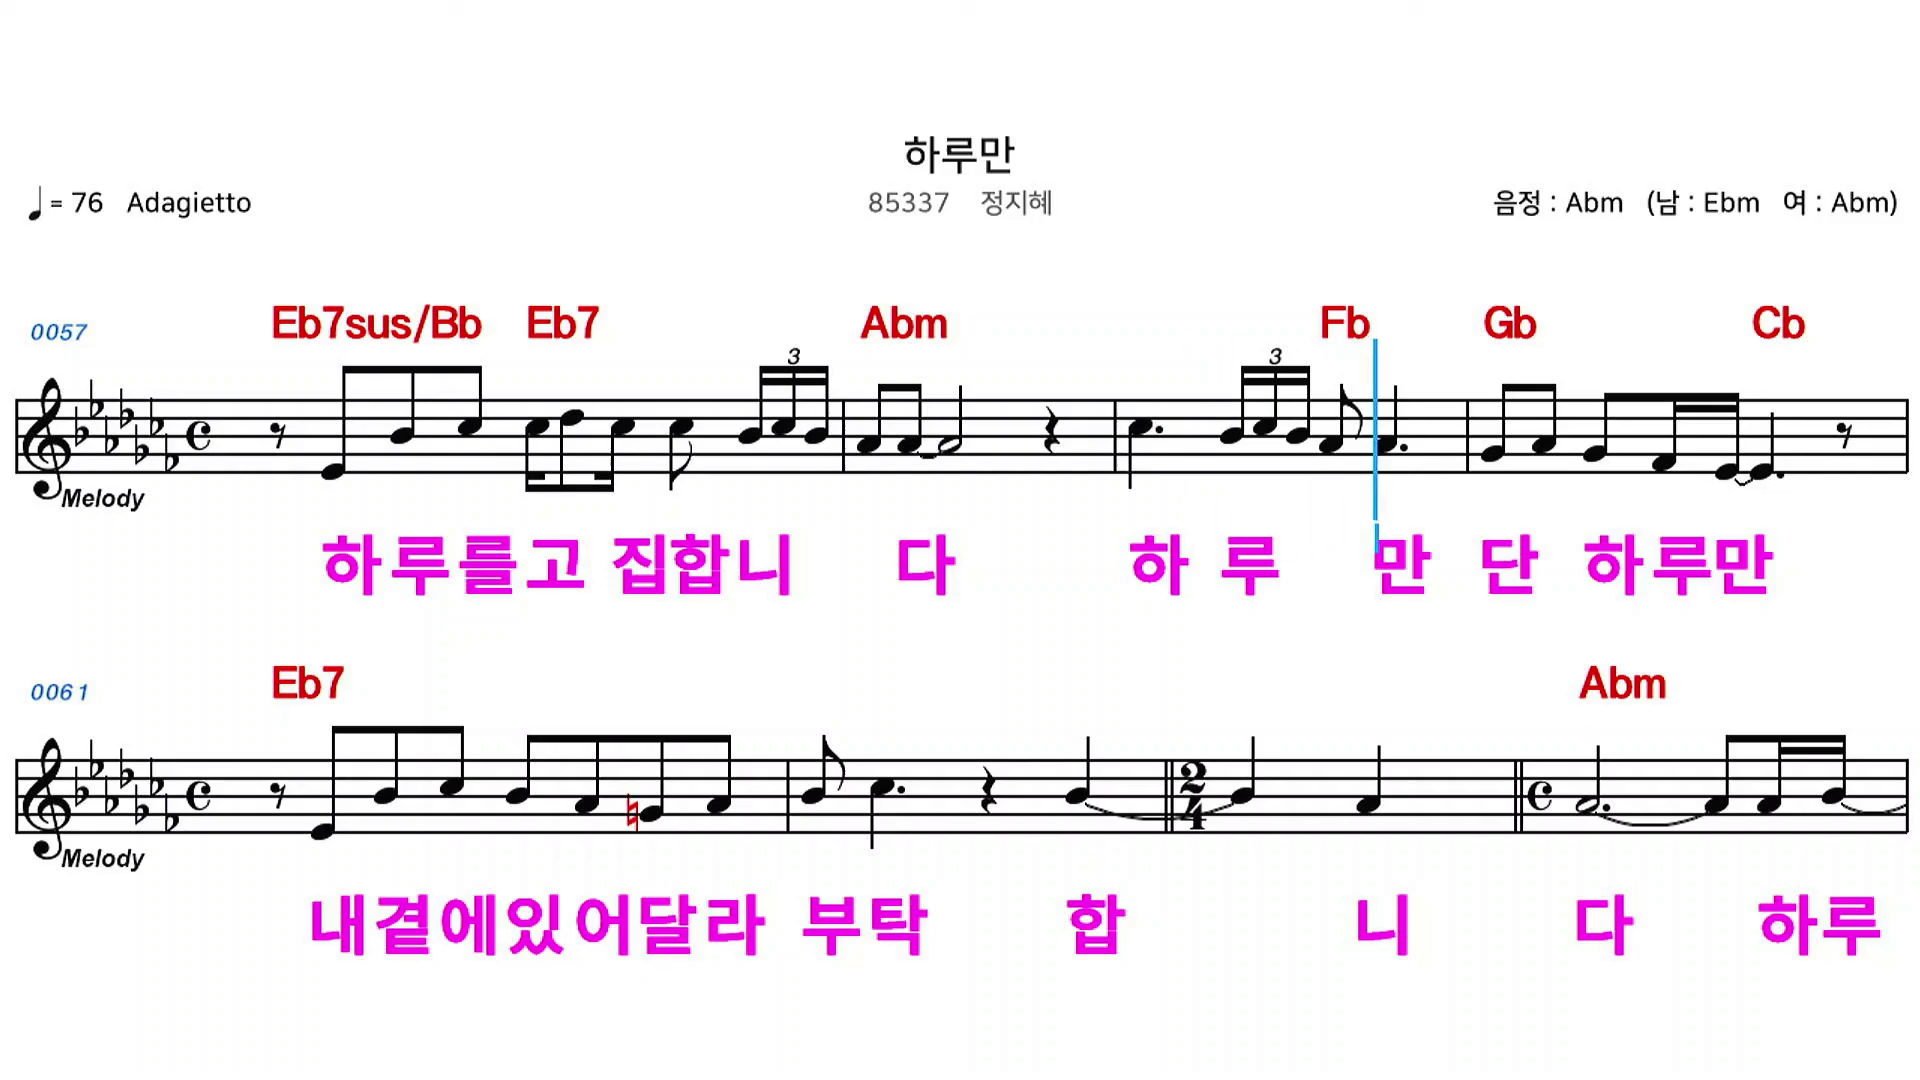 하루만
♩= 76 Adagietto 85337 정지혜 음정 : Abm (남 : Ebm 여 : Abm)
0057 Eb7sus/Bb Eb7 Abm Fb Gb Cb
3 3
Melody
하루를고 집합니 다 하 루 만 단 하루만
0061 Eb7 Abm
2
4
Melody
내곁에있어달라 부탁 합 니 다 하루